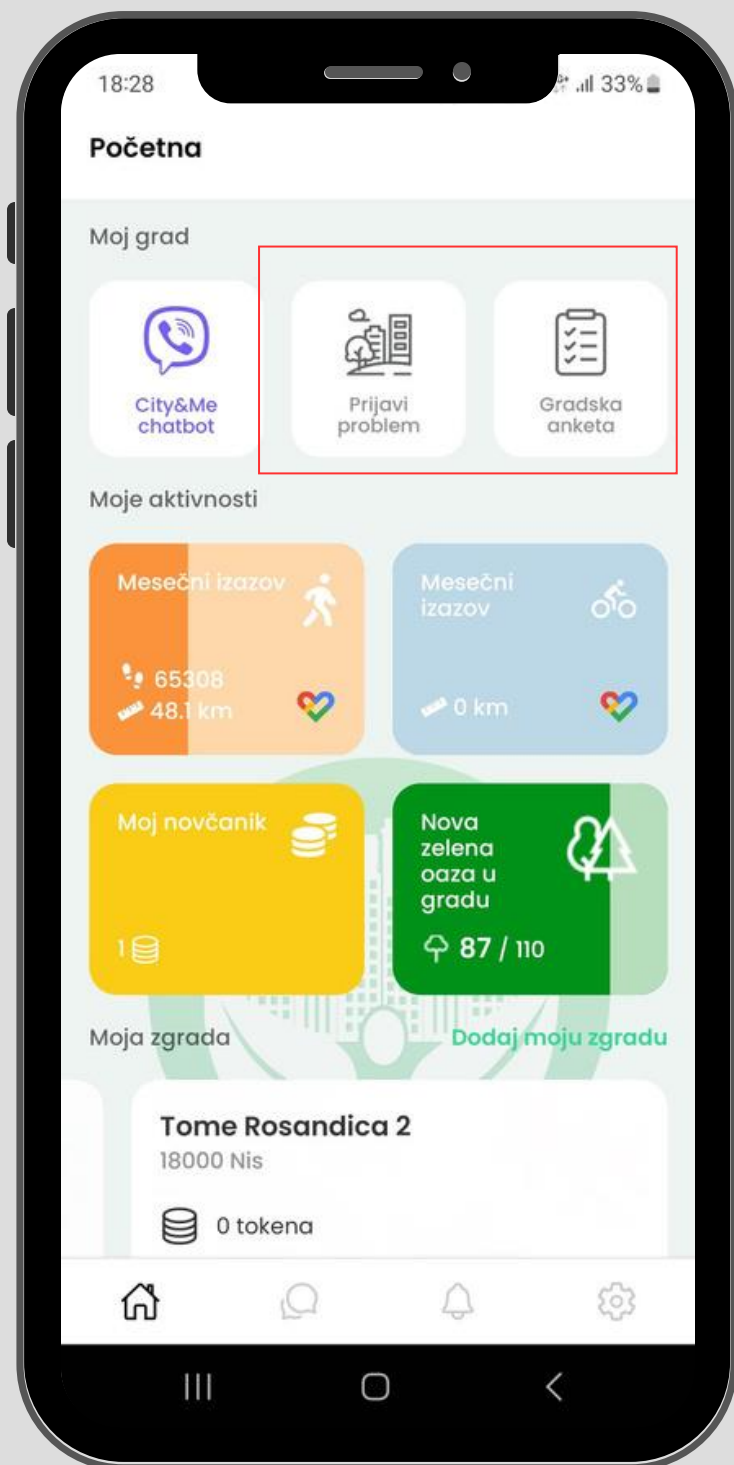 18:28
33%
Početna
Moj grad
City&Me
chatbot
Prijavi
problem
Gradska
anketa
Moje aktivnosti
Mesečni izazov
65308
48.1 km
Mesečni
izazov
0 km
Moj novčanik
1
Nova
zelena
oaza u
gradu
87 / 110
Moja zgrada
Dodaj moju zgradu
Tome Rosandica 2
18000 Nis
0 tokena